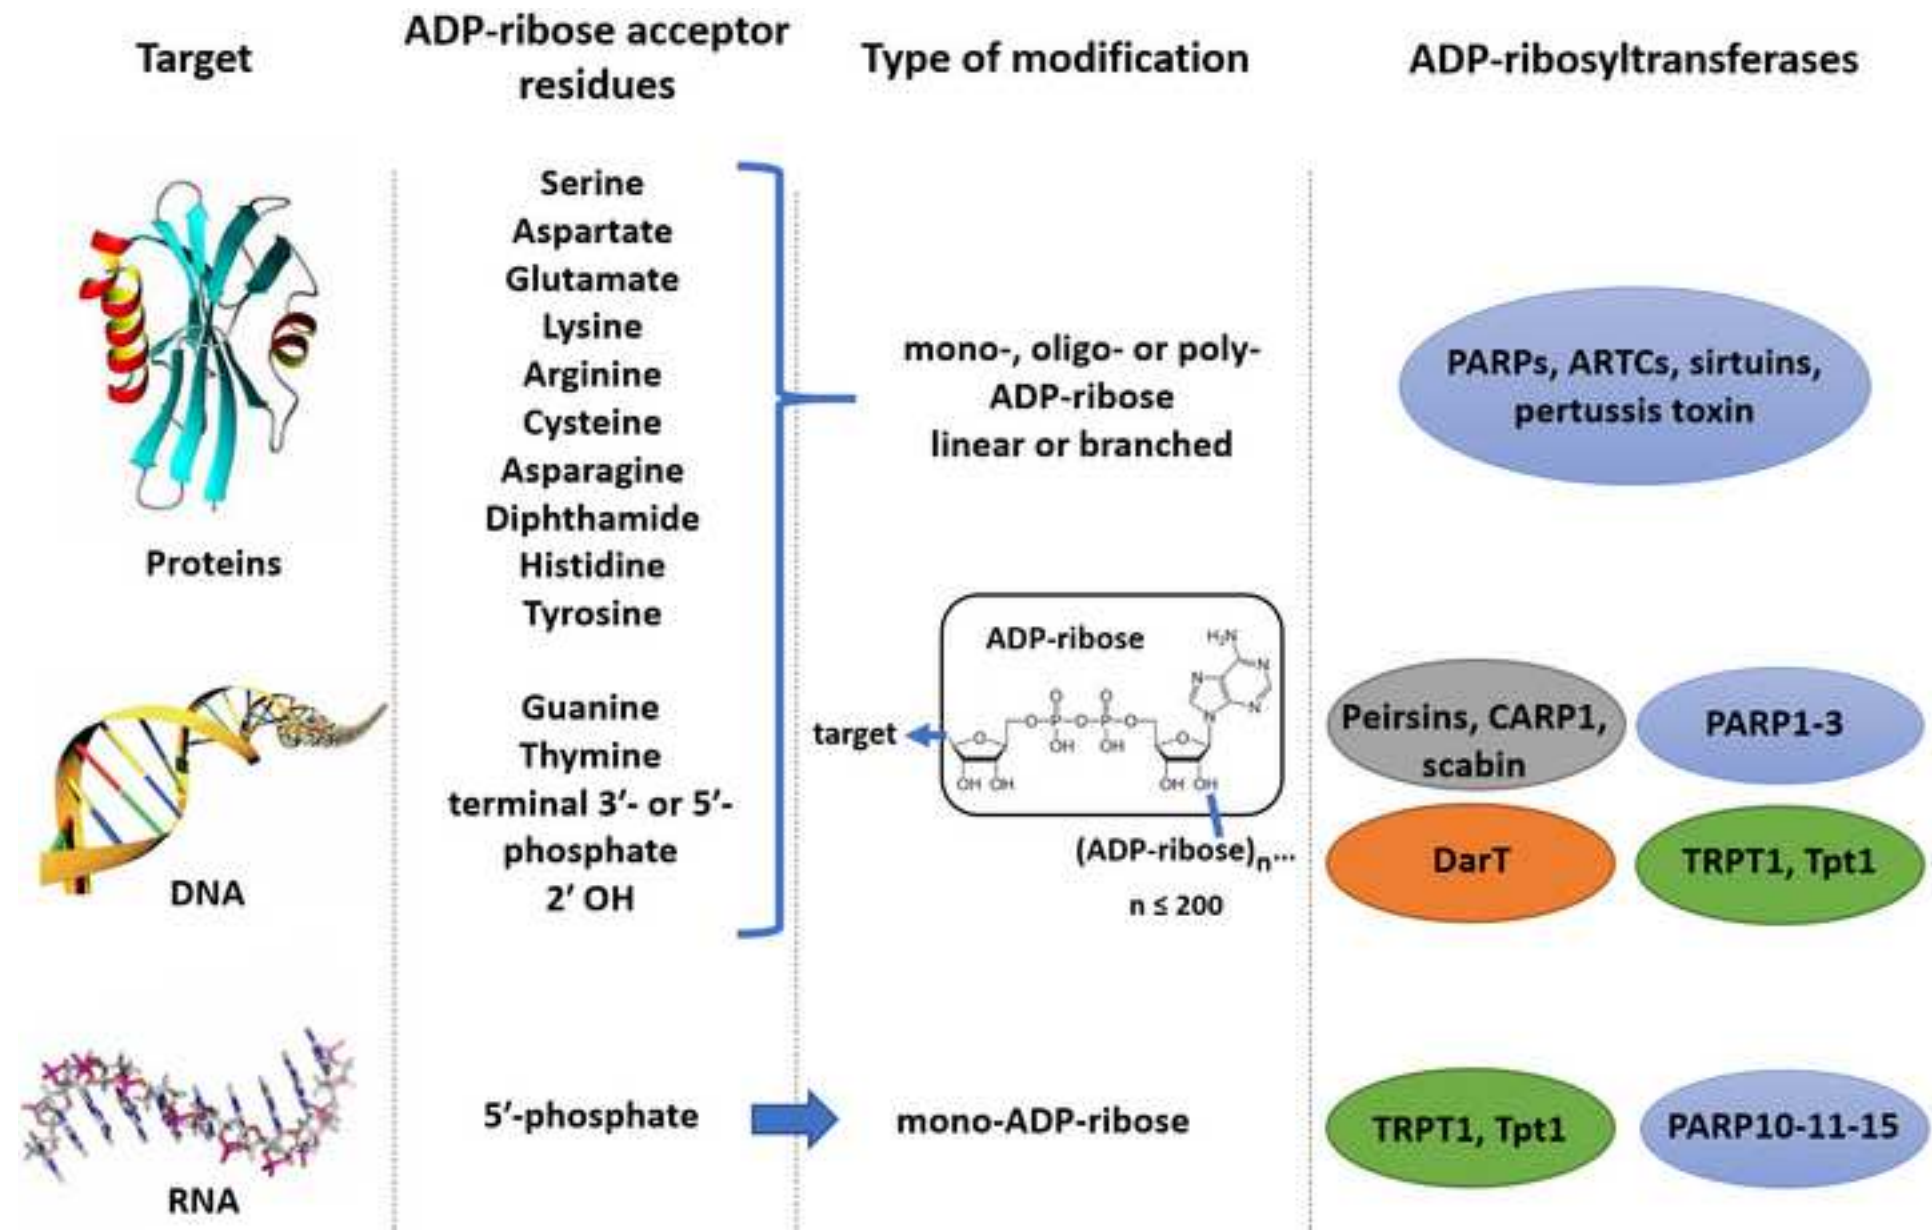 Target
ADP-ribose acceptor
residues
Type of modification
ADP-ribosyltransferases
Serine
Aspartate
Glutamate
Lysine
Arginine
Cysteine
Asparagine
Diphthamide
Histidine
Tyrosine
mono-, oligo- or poly-
ADP-ribose
linear or branched
PARPs, ARTCs, sirtuins,
pertussis toxin
Proteins
Guanine
Thymine
terminal 3′- or 5′-
phosphate
2′ OH
ADP-ribose
H₂N
N
N
N
N
O
O
O
P
O
P
O
OH
OH
O
O
OH OH
OH OH
target
(ADP-ribose)n...
n ≤ 200
Peirsins, CARP1,
scabin
PARP1-3
DarT
TRPT1, Tpt1
DNA
5′-phosphate
mono-ADP-ribose
TRPT1, Tpt1
PARP10-11-15
RNA